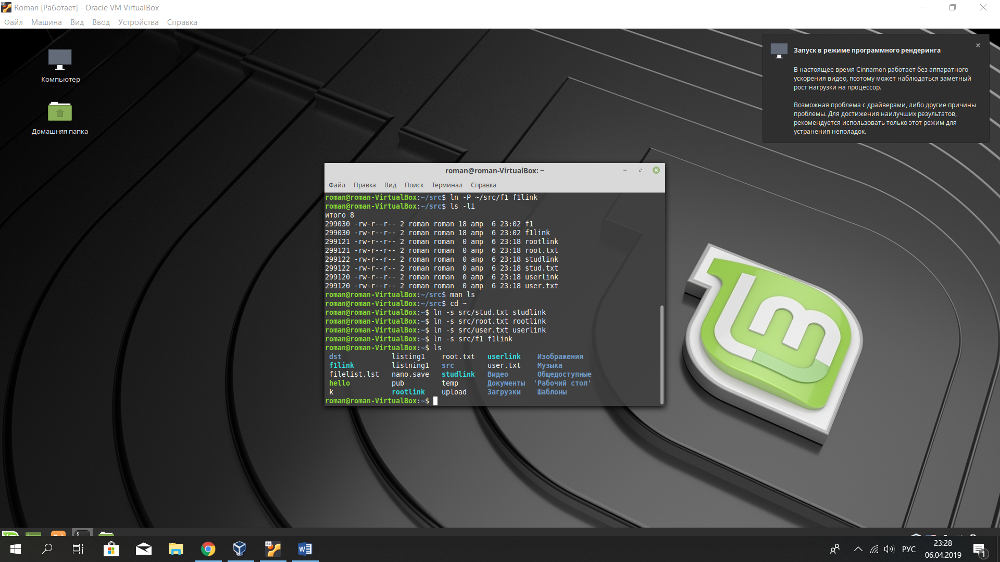 Roman [Работает] - Oracle VM VirtualBox
Файл Машина Вид Ввод Устройства Справка
Компьютер
Домашняя папка
Запуск в режиме программного рендеринга
В настоящее время Cinnamon работает без аппаратного
ускорения видео, поэтому может наблюдаться заметный
рост нагрузки на процессор.
Возможная проблема с драйверами, либо другие причины
проблемы. Для достижения наилучших результатов,
рекомендуется использовать только этот режим для
устранения неполадок.
roman@roman-VirtualBox: ~
Файл Правка Вид Поиск Терминал Справка
roman@roman-VirtualBox:~/src$ ln -P ~/src/f1 f1link
roman@roman-VirtualBox:~/src$ ls -li
итого 8
299030 -rw-r--r-- 2 roman roman 18 апр  6 23:02 f1
299030 -rw-r--r-- 2 roman roman 18 апр  6 23:02 f1link
299121 -rw-r--r-- 2 roman roman  0 апр  6 23:18 rootlink
299121 -rw-r--r-- 2 roman roman  0 апр  6 23:18 root.txt
299122 -rw-r--r-- 2 roman roman  0 апр  6 23:18 studlink
299122 -rw-r--r-- 2 roman roman  0 апр  6 23:18 stud.txt
299120 -rw-r--r-- 2 roman roman  0 апр  6 23:18 userlink
299120 -rw-r--r-- 2 roman roman  0 апр  6 23:18 user.txt
roman@roman-VirtualBox:~/src$ man ls
roman@roman-VirtualBox:~/src$ cd ~
roman@roman-VirtualBox:~$ ln -s src/stud.txt studlink
roman@roman-VirtualBox:~$ ln -s src/root.txt rootlink
roman@roman-VirtualBox:~$ ln -s src/user.txt userlink
roman@roman-VirtualBox:~$ ln -s src/f1 f1link
roman@roman-VirtualBox:~$ ls
dst listing1 root.txt userlink Изображения
f1link listning1 src user.txt Музыка
filelist.lst nano.save studlink Видео Общедоступные
hello pub temp Документы 'Рабочий стол'
k rootlink upload Загрузки Шаблоны
roman@roman-VirtualBox:~$
64
W
РУС
23:28
06.04.2019
1